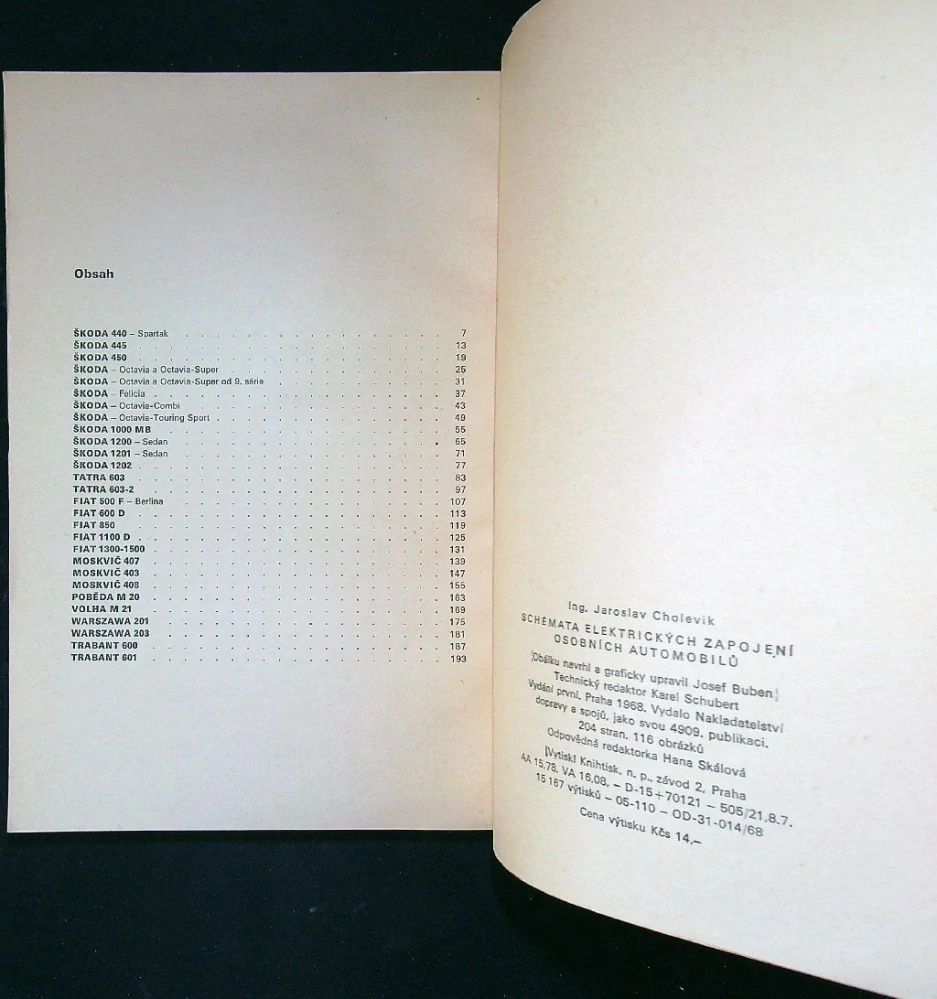 Obsah
ŠKODA 440 – Spartak . . . . . . . . . . . . . . . . . 7
ŠKODA 445 . . . . . . . . . . . . . . . . . . . 13
ŠKODA 450 . . . . . . . . . . . . . . . . . . . 19
ŠKODA – Octavia a Octavia-Super . . . . . . . . . . . . . . 25
ŠKODA – Octavia a Octavia-Super od 9. série . . . . . . . . . . . 31
ŠKODA – Felicia . . . . . . . . . . . . . . . . . . 37
ŠKODA – Octavia-Combi . . . . . . . . . . . . . . . . 43
ŠKODA – Octavia-Touring Sport . . . . . . . . . . . . . . 49
ŠKODA 1000 MB . . . . . . . . . . . . . . . . . . 55
ŠKODA 1200 – Sedan . . . . . . . . . . . . . . . . . 65
ŠKODA 1201 – Sedan . . . . . . . . . . . . . . . . . 71
ŠKODA 1202 . . . . . . . . . . . . . . . . . . . 77
TATRA 603 . . . . . . . . . . . . . . . . . . . 83
TATRA 603-2 . . . . . . . . . . . . . . . . . . . 97
FIAT 500 F – Berlina . . . . . . . . . . . . . . . . . 107
FIAT 600 D . . . . . . . . . . . . . . . . . . . 113
FIAT 850 . . . . . . . . . . . . . . . . . . . . 119
FIAT 1100 D . . . . . . . . . . . . . . . . . . . 125
FIAT 1300-1500 . . . . . . . . . . . . . . . . . . 131
MOSKVIČ 407 . . . . . . . . . . . . . . . . . . . 139
MOSKVIČ 403 . . . . . . . . . . . . . . . . . . . 147
MOSKVIČ 408 . . . . . . . . . . . . . . . . . . . 155
POBĚDA M 20 . . . . . . . . . . . . . . . . . . . 163
VOLHA M 21 . . . . . . . . . . . . . . . . . . . 169
WARSZAWA 201 . . . . . . . . . . . . . . . . . . 175
WARSZAWA 203 . . . . . . . . . . . . . . . . . . 181
TRABANT 600 . . . . . . . . . . . . . . . . . . . 187
TRABANT 601 . . . . . . . . . . . . . . . . . . . 193
Ing. Jaroslav Cholevík
SCHÉMATA ELEKTRICKÝCH ZAPOJENÍ
OSOBNÍCH AUTOMOBILŮ
Obálku navrhl a graficky upravil Josef Buben
Technický redaktor Karel Schubert
Vydání první. Praha 1968. Vydalo Nakladatelství
dopravy a spojů, jako svou 4909. publikaci.
204 stran, 116 obrázků
Odpovědná redaktorka Hana Skálová
Vytiskl Knihtisk, n. p., závod 2, Praha
AA 15,78, VA 16,08. – D-15+70121 – 505/21,8.7.
15 167 výtisků – 05-110 – OD-31-014/68
Cena výtisku Kčs 14,–